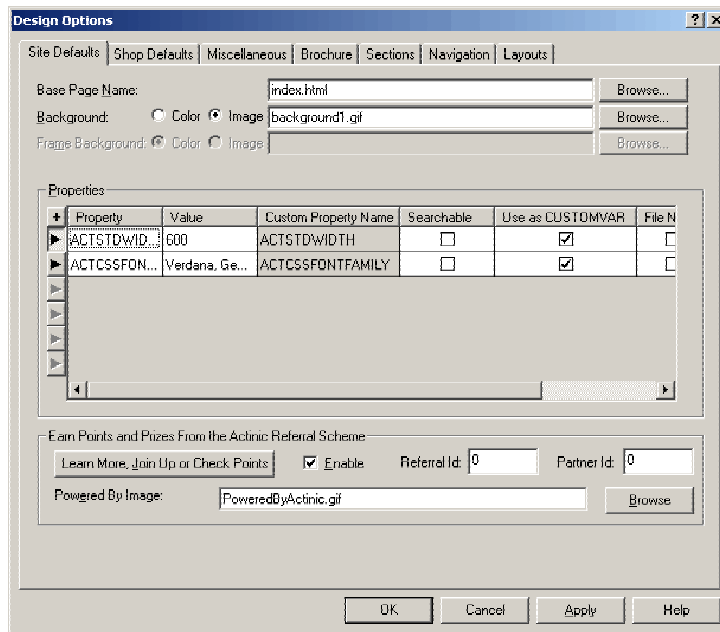 Design Options
Site Defaults Shop Defaults Miscellaneous Brochure Sections Navigation Layouts
Base Page Name: index.html Browse...
Background: Color Image background1.gif Browse...
Frame Background: Color Image Browse...
Properties
+ Property Value Custom Property Name Searchable Use as CUSTOMVAR File N
ACTSTDWID... 600 ACTSTDWIDTH
ACTCSSFON... Verdana, Ge... ACTCSSFONTFAMILY
Earn Points and Prizes From the Actinic Referral Scheme
Learn More, Join Up or Check Points Enable Referral Id: 0 Partner Id: 0
Powered By Image: PoweredByActinic.gif Browse
OK Cancel Apply Help